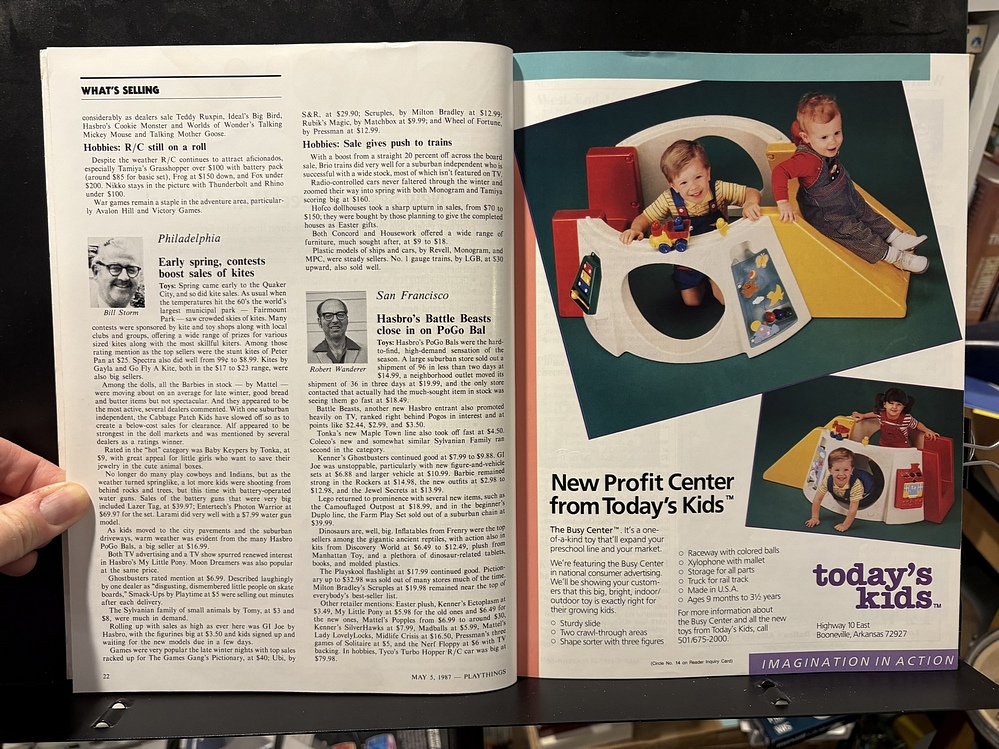 WHAT'S SELLING
considerably as dealers sale Teddy Ruxpin, Ideal's Big Bird,
Hasbro's Cookie Monster and Worlds of Wonder's Talking
Mickey Mouse and Talking Mother Goose.
Hobbies: R/C still on a roll
Despite the weather R/C continues to attract aficionados,
especially Tamiya's Grasshopper over $100 with battery pack
(around $85 for basic set), Frog at $150 down, and Fox under
$200. Nikko stays in the picture with Thunderbolt and Rhino
under $100.
War games remain a staple in the adventure area, particular-
ly Avalon Hill and Victory Games.
Bill Storm
Philadelphia
Early spring, contests
boost sales of kites
Toys: Spring came early to the Quaker
City, and so did kite sales. As usual when
the temperatures hit the 60's the world's
largest municipal park — Fairmount
Park — saw crowded skies of kites. Many
contests were sponsored by kite and toy shops along with local
clubs and groups, offering a wide range of prizes for various
sized kites along with the most skillful kiters. Among those
rating mention as the top sellers were the stunt kites of Peter
Pan at $25. Spectra also did well from 99¢ to $8.99. Kites by
Gayla and Go Fly A Kite, both in the $17 to $23 range, were
also big sellers.
Among the dolls, all the Barbies in stock — by Mattel —
were moving about on an average for late winter, good bread
and butter items but not spectacular. And they appeared to be
the most active, several dealers commented. With one suburban
independent, the Cabbage Patch Kids have slowed off so as to
create a below-cost sales for clearance. Alf appeared to be
strongest in the doll markets and was mentioned by several
dealers as a ratings winner.
Rated in the "hot" category was Baby Keypers by Tonka, at
$9, with great appeal for little girls who want to save their
jewelry in the cute animal boxes.
No longer do many play cowboys and Indians, but as the
weather turned springlike, a lot more kids were shooting from
behind rocks and trees, but this time with battery-operated
water guns. Sales of the battery guns that were very big
included Lazer Tag, at $39.97; Entertech's Photon Warrior at
$69.97 for the set. Larami did very well with a $7.99 water gun
model.
As kids moved to the city pavements and the suburban
driveways, warm weather was evident from the many Hasbro
PoGo Bals, a big seller at $16.99.
Both TV advertising and a TV show spurred renewed interest
in Hasbro's My Little Pony. Moon Dreamers was also popular
at the same price.
Ghostbusters rated mention at $6.99. Described laughingly
by one dealer as "disgusting, dismembered little people on skate
boards," Smack-Ups by Playtime at $5 were selling out minutes
after each delivery.
The Sylvanian family of small animals by Tomy, at $3 and
$8, were much in demand.
Rolling up with sales as high as ever here was GI Joe by
Hasbro, with the figurines big at $3.50 and kids signed up and
waiting for the new models due in a few days.
Games were very popular the late winter nights with top sales
racked up for The Games Gang's Pictionary, at $40; Ubi, by
S&R, at $29.90; Scruples, by Milton Bradley at $12.99;
Rubik's Magic, by Matchbox at $9.99; and Wheel of Fortune,
by Pressman at $12.99.
Hobbies: Sale gives push to trains
With a boost from a straight 20 percent off across the board
sale, Brio trains did very well for a suburban independent who is
successful with a wide stock, most of which isn't featured on TV.
Radio-controlled cars never faltered through the winter and
zoomed their way into spring with both Monogram and Tamiya
scoring big at $160.
Hofco dollhouses took a sharp upturn in sales, from $70 to
$150; they were bought by those planning to give the completed
houses as Easter gifts.
Both Concord and Housework offered a wide range of
furniture, much sought after, at $9 to $18.
Plastic models of ships and cars, by Revell, Monogram, and
MPC, were steady sellers. No. 1 gauge trains, by LGB, at $30
upward, also sold well.
Robert Wanderer
San Francisco
Hasbro's Battle Beasts
close in on PoGo Bal
Toys: Hasbro's PoGo Bals were the hard-
to-find, high-demand sensation of the
season. A large suburban store sold out a
shipment of 96 in less than two days at
$14.99, a neighborhood outlet moved its
shipment of 36 in three days at $19.99, and the only store
contacted that actually had the much-sought item in stock was
seeing them go fast at $18.49.
Battle Beasts, another new Hasbro entrant also promoted
heavily on TV, ranked right behind Popos in interest and at
points like $2.44, $2.99, and $3.50.
Tonka's new Maple Town line also took off fast at $4.50.
Coleco's new and somewhat similar Sylvanian Family ran
second in the category.
Kenner's Ghostbusters continued good at $7.99 to $9.88. GI
Joe was unstoppable, particularly with new figure-and-vehicle
sets at $6.88 and larger vehicle at $10.99. Barbie remained
strong in the Rockers at $14.98, the new outfits at $2.98 to
$12.98, and the Jewel Secrets at $13.99.
Lego returned to prominence with several new items, such as
the Camouflaged Outpost at $18.99, and in the beginner's
Duplo line, the Farm Play Set sold out of a suburban chain at
$39.99.
Dinosaurs are, well, big. Inflatables from Frenry were the top
sellers among the gigantic ancient reptiles, with action also in
kits from Discovery World at $6.49 to $12.49, plush from
Manhattan Toy, and a plethora of dinosaur-related tablets,
books, and molded plastics.
The Playskool flashlight at $17.99 continued good. Piction-
ary up to $32.98 was sold out of many stores much of the time.
Milton Bradley's Scruples at $19.98 remained near the top of
everybody's best-seller list.
Other retailer mentions: Easter plush, Kenner's Ectoplasm at
$3.49, My Little Pony at $5.98 for the old ones and $6.49 for
the new ones, Mattel's Popples from $6.99 to around $30,
Kenner's SilverHawks at $7.99, Madballs at $5.99, Mattel's
Lady LovelyLocks, Midlife Crisis at $16.50, Pressman's three
games of Solitaire at $5, and the Nerf Floppy at $6 with TV
backing. In hobbies, Tyco's Turbo Hopper R/C car was big at
$79.98.
22
MAY 5, 1987 — PLAYTHINGS
New Profit Center
from Today's Kids™
The Busy Center™. It's a one-
of-a-kind toy that'll expand your
preschool line and your market.
We're featuring the Busy Center
in national consumer advertising.
We'll be showing your custom-
ers that this big, bright, indoor/
outdoor toy is exactly right for
their growing kids.
○ Sturdy slide
○ Two crawl-through areas
○ Shape sorter with three figures
○ Raceway with colored balls
○ Xylophone with mallet
○ Storage for all parts
○ Truck for rail track
○ Made in U.S.A.
○ Ages 9 months to 3½ years
For more information about
the Busy Center and all the new
toys from Today's Kids, call
501/675-2000.
today's
kids™
Highway 10 East
Booneville, Arkansas 72927
(Circle No. 14 on Reader Inquiry Card)
IMAGINATION IN ACTION